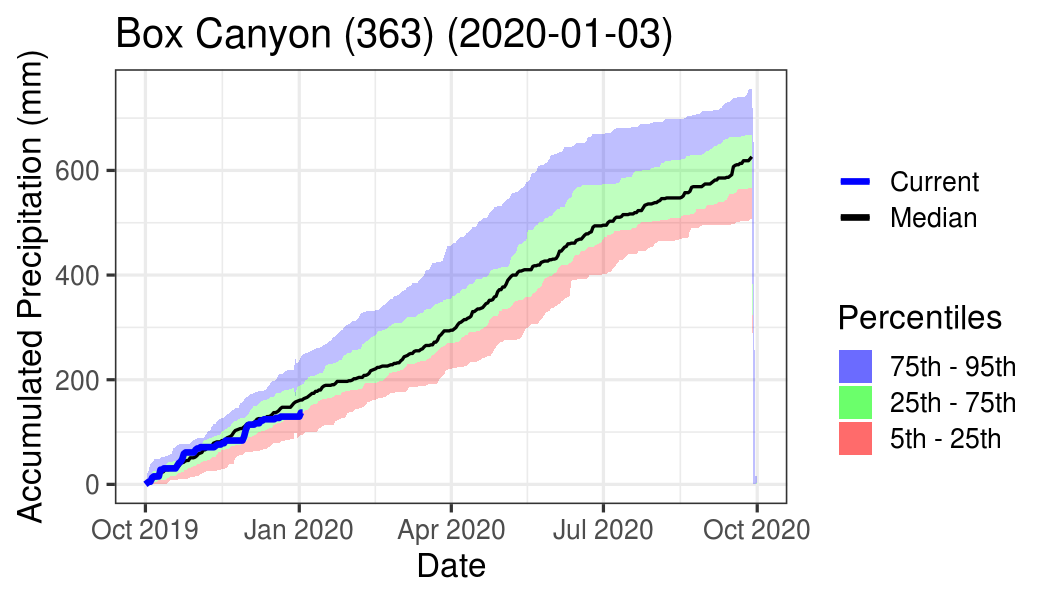 Box Canyon (363) (2020-01-03)
Accumulated Precipitation (mm)
600
400
200
0
Oct 2019
Jan 2020
Apr 2020
Jul 2020
Oct 2020
Date
Current
Median
Percentiles
75th - 95th
25th - 75th
5th - 25th